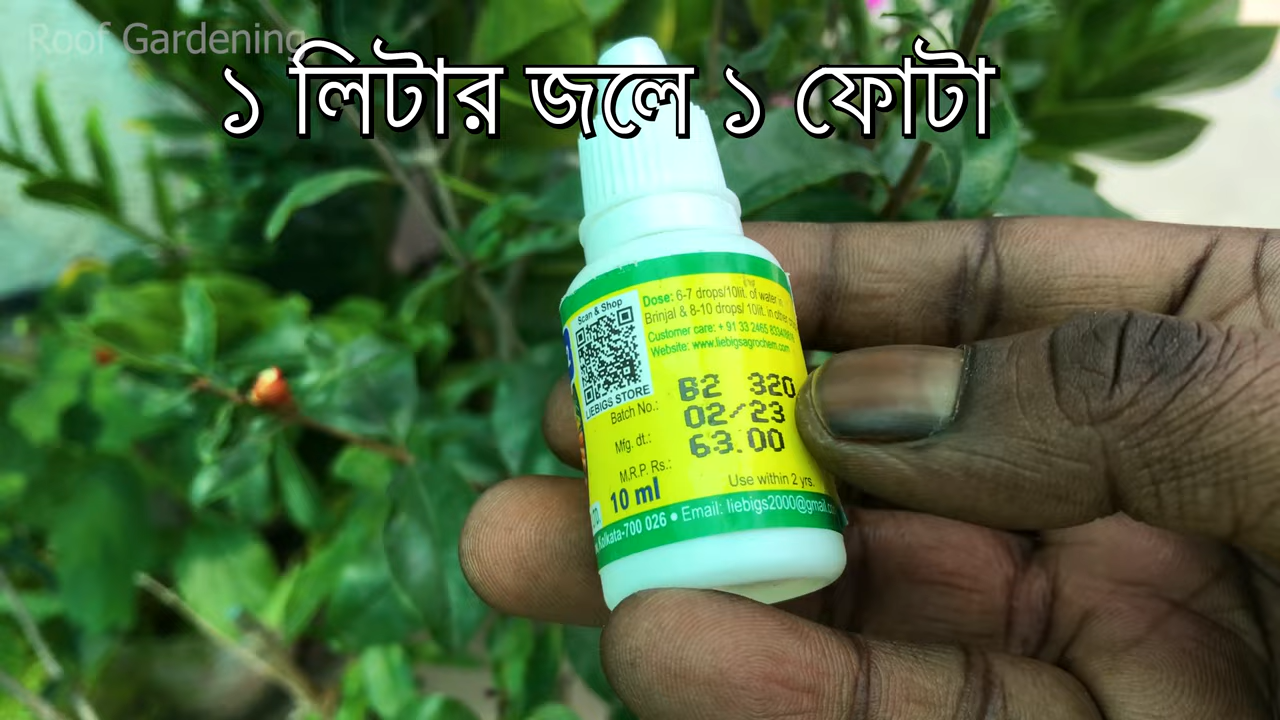 Roof Gardening
১ লিটার জলে ১ ফোটা
Scan & Shop
LIEBIGS STORE
Dose: 6-7 drops/10lit. of water in
Brinjal & 8-10 drops/ 10lit. in other
Customer care: + 91 33 2465
Website: www.liebigsagrochem.com
Batch No.: B2 320
Mfg. dt.: 02/23
M.R.P. Rs.: 63.00
10 ml Use within 2 yrs.
Kolkata-700 026 • Email: liebigs2000@gmail.